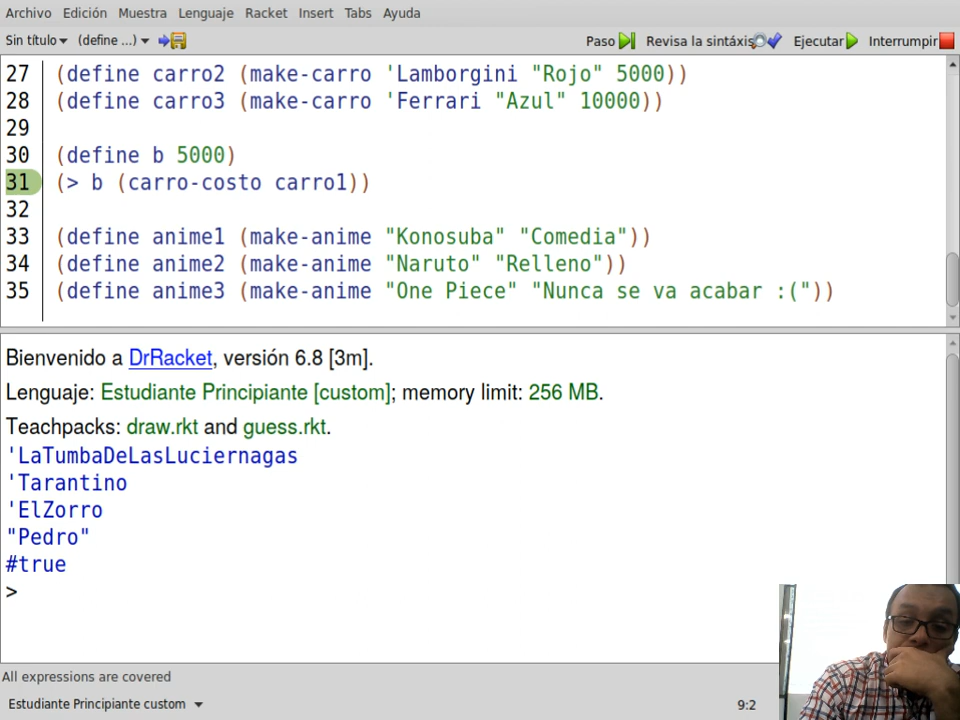 Archivo Edición Muestra Lenguaje Racket Insert Tabs Ayuda
Sin título (define ...) Paso Revisa la sintáxis Ejecutar Interrumpir
27 (define carro2 (make-carro 'Lamborgini "Rojo" 5000))
28 (define carro3 (make-carro 'Ferrari "Azul" 10000))
29
30 (define b 5000)
31 (> b (carro-costo carro1))
32
33 (define anime1 (make-anime "Konosuba" "Comedia"))
34 (define anime2 (make-anime "Naruto" "Relleno"))
35 (define anime3 (make-anime "One Piece" "Nunca se va acabar :("))
Bienvenido a DrRacket, versión 6.8 [3m].
Lenguaje: Estudiante Principiante [custom]; memory limit: 256 MB.
Teachpacks: draw.rkt and guess.rkt.
'LaTumbaDeLasLuciernagas
'Tarantino
'ElZorro
"Pedro"
#true
>
All expressions are covered
Estudiante Principiante custom 9:2